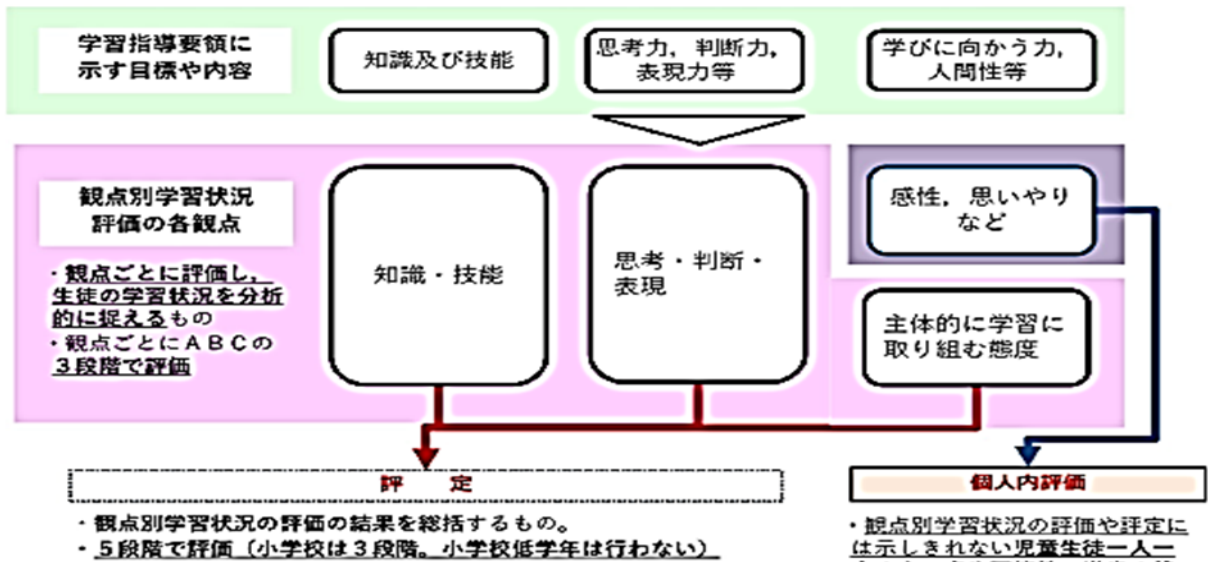 学習指導要領に
示す目標や内容
知識及び技能
思考力，判断力，
表現力等
学びに向かう力，
人間性等
観点別学習状況
評価の各観点
・観点ごとに評価し，
生徒の学習状況を分析
的に捉えるもの
・観点ごとにＡＢＣの
３段階で評価
知識・技能
思考・判断・
表現
感性，思いやり
など
主体的に学習に
取り組む態度
評　定
・観点別学習状況の評価の結果を総括するもの。
・５段階で評価（小学校は３段階。小学校低学年は行わない）
個人内評価
・観点別学習状況の評価や評定に
は示しきれない児童生徒一人一